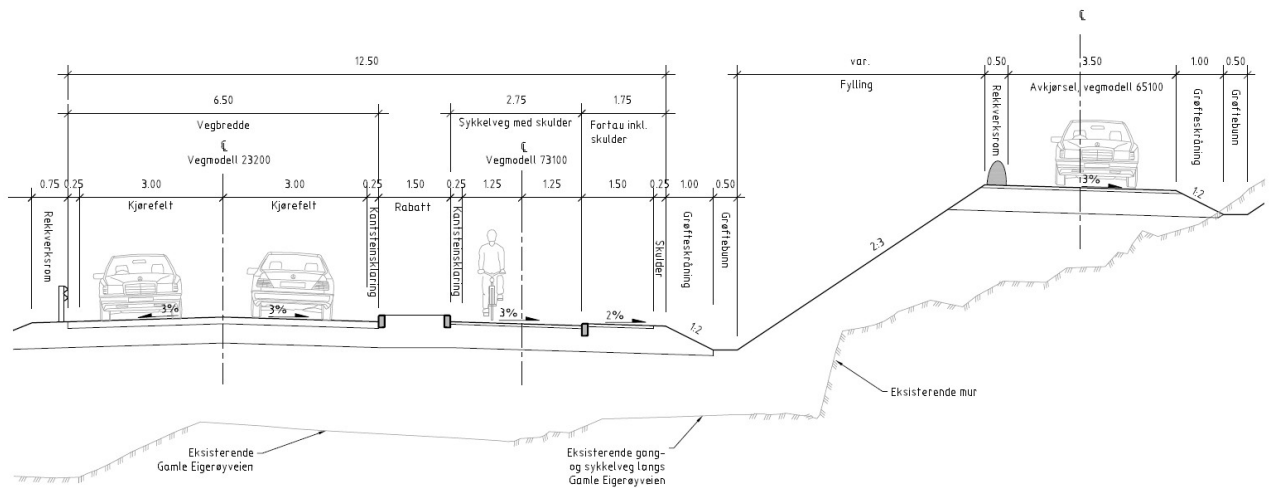 ℄
12.50
var.
0.50
3.50
1.00
0.50
Fylling
Rekkverksrom
Avkjørsel, vegmodell 65100
Grøfteskråning
Grøftebunn
6.50
2.75
1.75
Vegbredde
Sykkelveg med skulder
Fortau inkl.
skulder
℄
Vegmodell 23200
℄
Vegmodell 73100
0.75
0.25
3.00
3.00
0.25
1.50
0.25
1.25
1.25
1.50
0.25
1.00
0.50
Rekkverksrom
Kjørefelt
Kjørefelt
Kantsteinsklaring
Rabatt
Kantsteinsklaring
Skulder
Grøfteskråning
Grøftebunn
3%
1:2
2:3
3%
3%
3%
2%
1:2
Eksisterende mur
Eksisterende
Gamle Eigerøyveien
Eksisterende gang-
og sykkelveg langs
Gamle Eigerøyveien